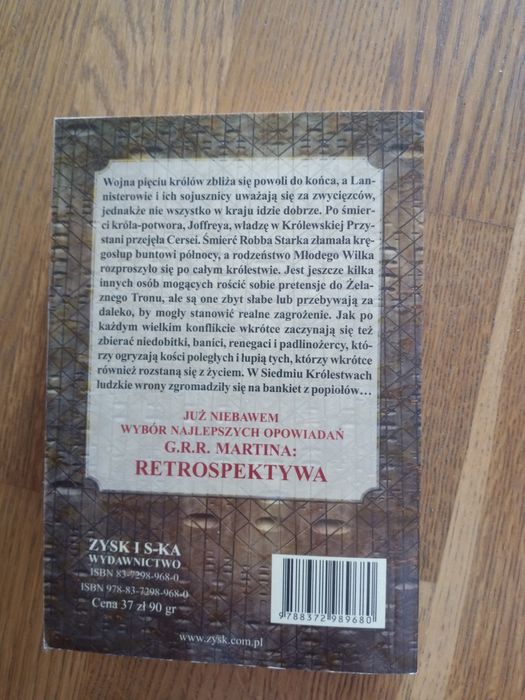 Wojna pięciu królów zbliża się powoli do końca, a Lan-
nisterowie i ich sojusznicy uważają się za zwycięzców,
jednakże nie wszystko w kraju idzie dobrze. Po śmier-
ci króla-potwora, Joffreya, władzę w Królewskiej Przy-
stani przejęła Cersei. Śmierć Robba Starka złamała krę-
gosłup buntowi północy, a rodzeństwo Młodego Wilka
rozproszyło się po całym królestwie. Jest jeszcze kilka
innych osób mogących rościć sobie pretensje do Że-
laznego Tronu, ale są one zbyt słabe lub przebywają za
daleko, by mogły stanowić realne zagrożenie. Jak po
każdym wielkim konflikcie wkrótce zaczynają się też
zbierać niedobitki, banici, renegaci i padlinożercy, któ-
rzy ogryzają kości poległych i łupią tych, którzy wkrótce
również rozstaną się z życiem. W Siedmiu Królestwach
ludzkie wrony zgromadziły się na bankiet z popiołów…
JUŻ NIEBAWEM
WYBÓR NAJLEPSZYCH OPOWIADAŃ
G.R.R. MARTINA:
RETROSPEKTYWA
ZYSK I S-KA
WYDAWNICTWO
ISBN 83-7298-968-0
ISBN 978-83-7298-968-0
Cena 37 zł 90 gr
9 788372 989680
www.zysk.com.pl